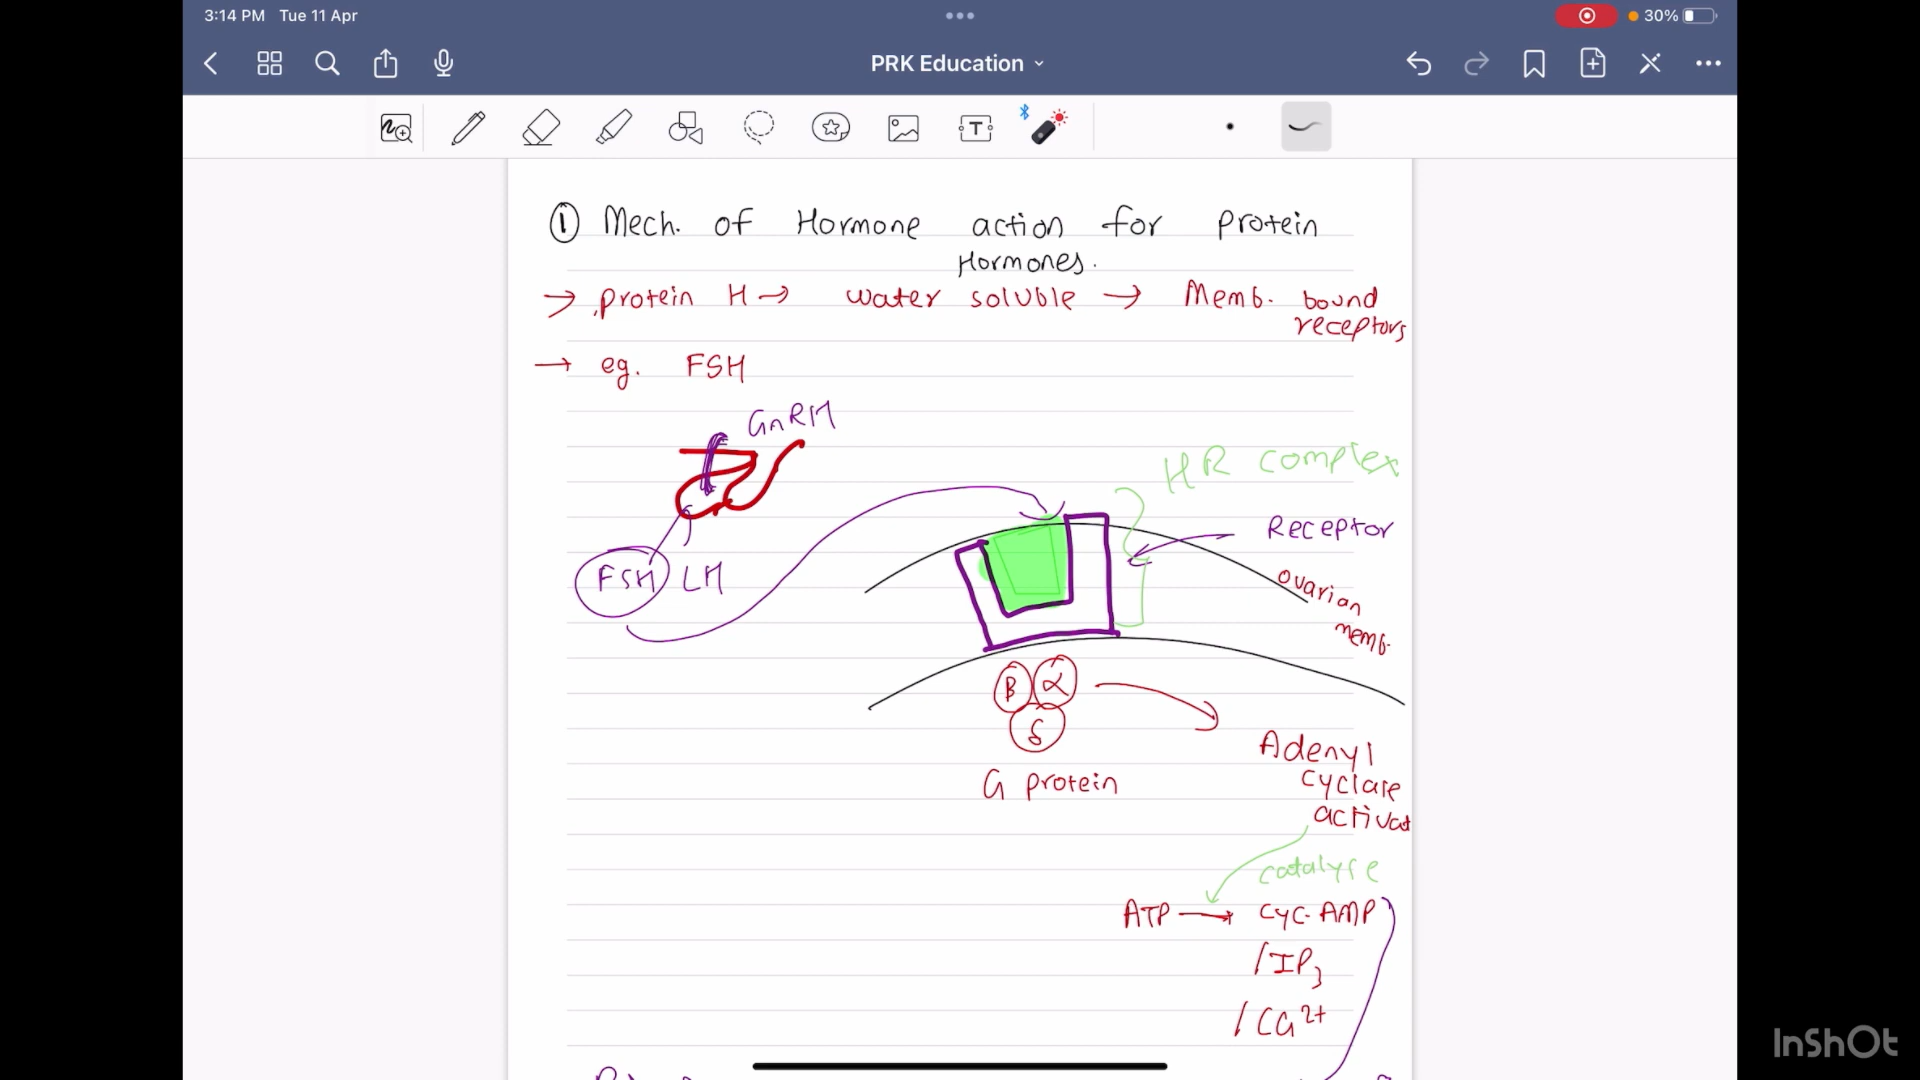 3:14 PM Tue 11 Apr
30%
PRK Education
T
① Mech. of Hormone action for Protein
Hormones.
→ Protein H → water soluble → Memb. bound
receptors
→ eg. FSH
GnRH
HR complex
Receptor
FSH LH
ovarian
memb.
B α
δ
G protein
Adenyl
cyclase
activat
catalyse
ATP → cyc. AMP
/ IP3
/ Ca2+
InShOt